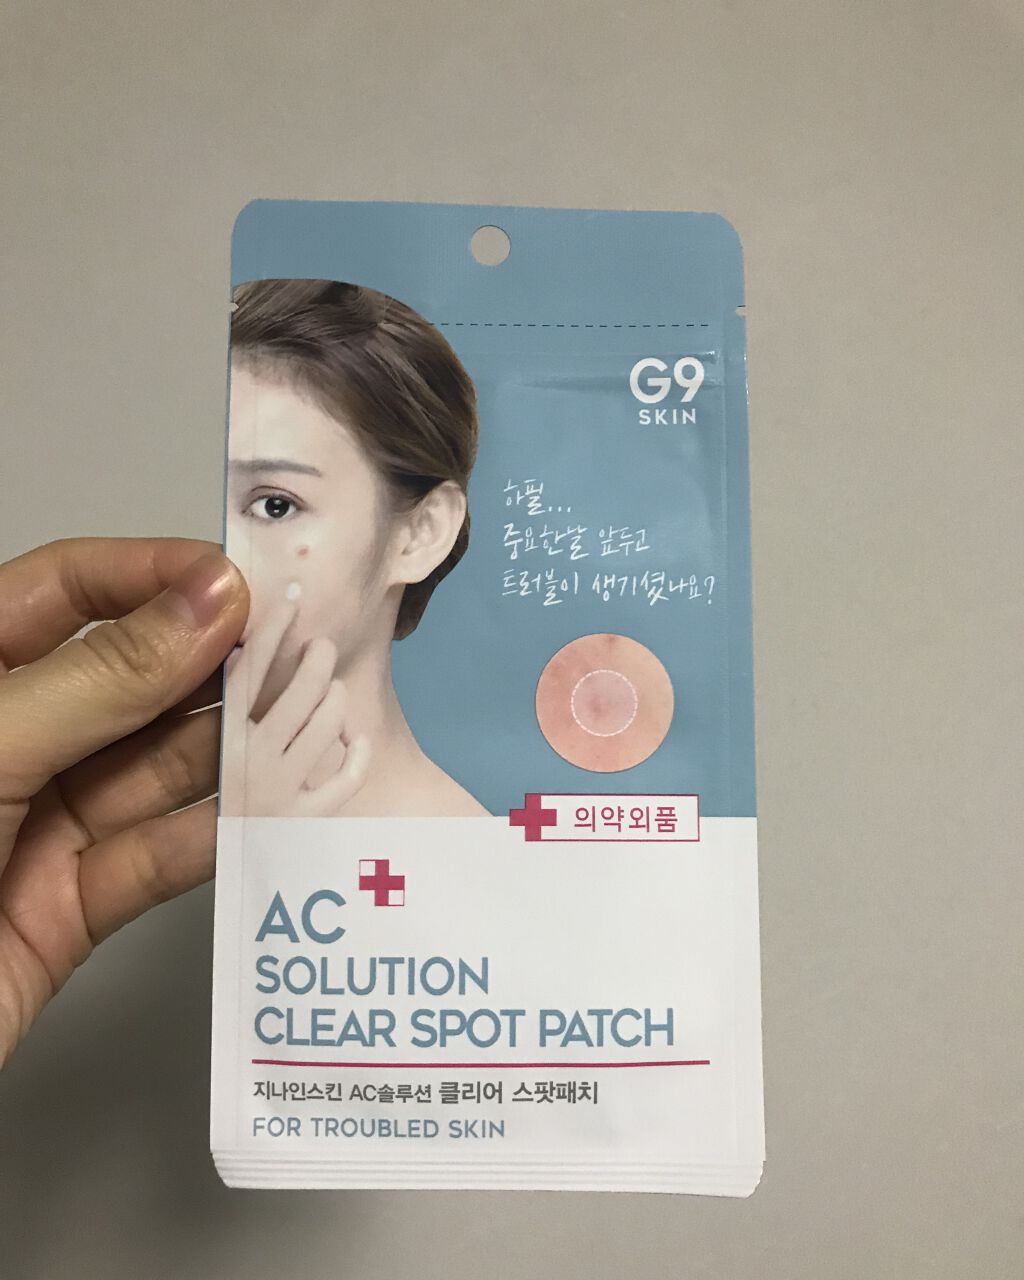 G9
SKIN
하필...
중요한날 앞두고
트러블이 생기셨나요?
의약외품
AC
SOLUTION
CLEAR SPOT PATCH
지나인스킨 AC솔루션 클리어 스팟패치
FOR TROUBLED SKIN